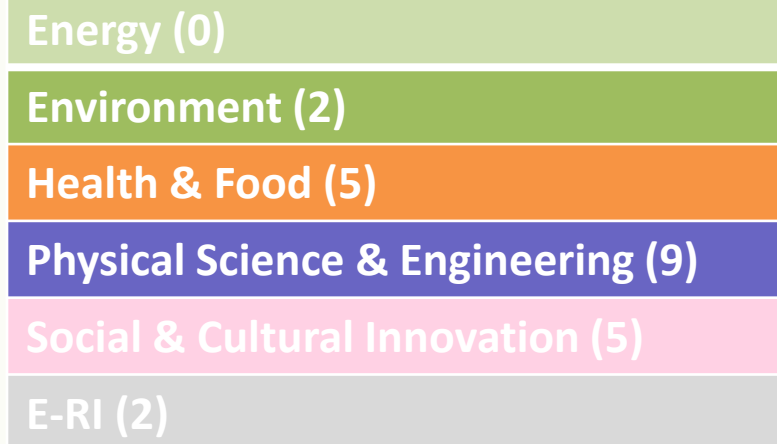 Energy (0)
Environment (2)
Health & Food (5)
Physical Science & Engineering (9)
Social & Cultural Innovation (5)
E-RI (2)